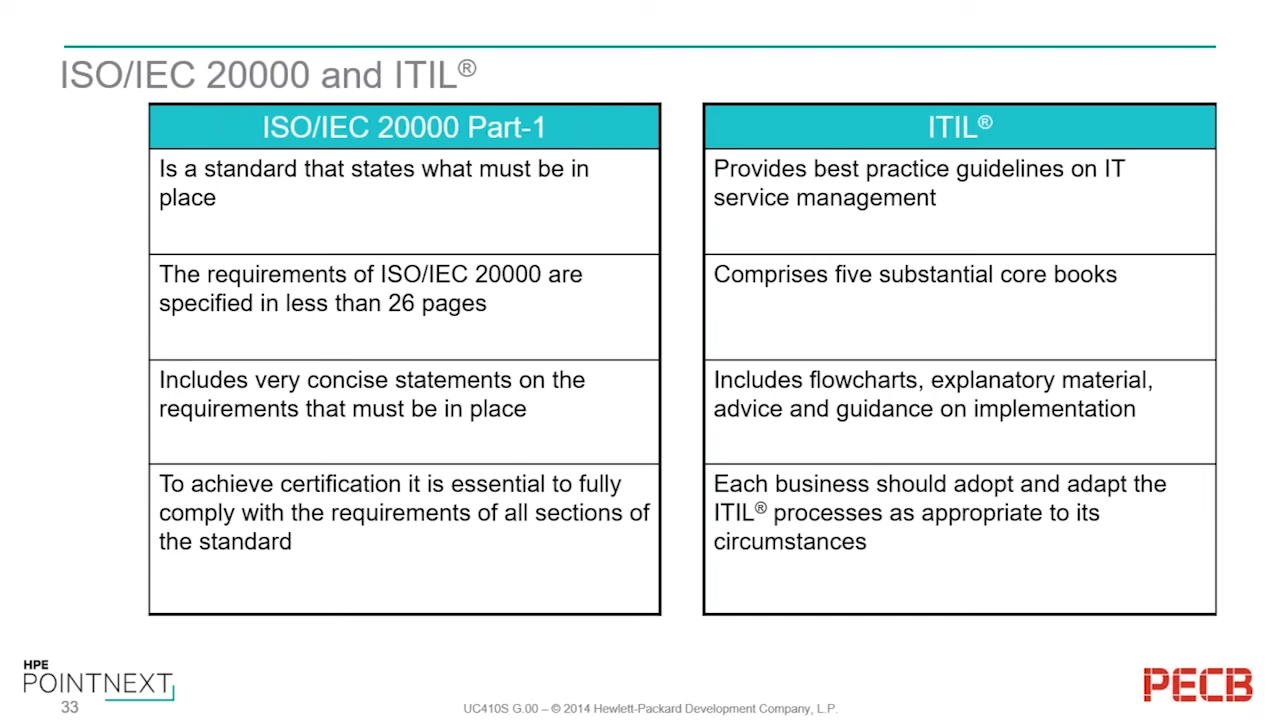 ISO/IEC 20000 and ITIL®
ISO/IEC 20000 Part-1
Is a standard that states what must be in
place
The requirements of ISO/IEC 20000 are
specified in less than 26 pages
Includes very concise statements on the
requirements that must be in place
To achieve certification it is essential to fully
comply with the requirements of all sections of
the standard
ITIL®
Provides best practice guidelines on IT
service management
Comprises five substantial core books
Includes flowcharts, explanatory material,
advice and guidance on implementation
Each business should adopt and adapt the
ITIL® processes as appropriate to its
circumstances
HPE
POINTNEXT
33
UC410S G.00 – © 2014 Hewlett-Packard Development Company, L.P.
PECB